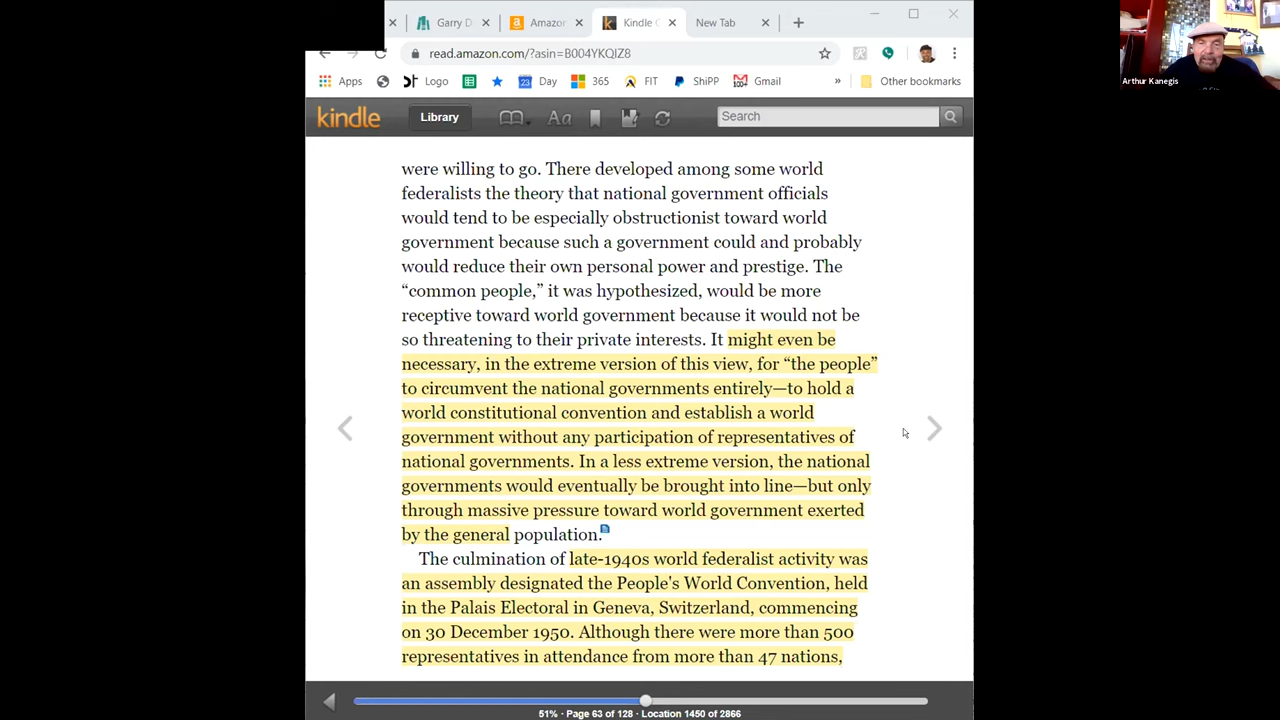 Garry D
Amazon
Kindle C
New Tab
read.amazon.com/?asin=B004YKQIZ8
Apps
Logo
23
Day
365
FIT
ShiPP
100+
Gmail
»
Other bookmarks
Arthur Kanegis
kindle
Library
Aa
Search
were willing to go. There developed among some world
federalists the theory that national government officials
would tend to be especially obstructionist toward world
government because such a government could and probably
would reduce their own personal power and prestige. The
“common people,” it was hypothesized, would be more
receptive toward world government because it would not be
so threatening to their private interests. It might even be
necessary, in the extreme version of this view, for “the people”
to circumvent the national governments entirely—to hold a
world constitutional convention and establish a world
government without any participation of representatives of
national governments. In a less extreme version, the national
governments would eventually be brought into line—but only
through massive pressure toward world government exerted
by the general population.
The culmination of late-1940s world federalist activity was
an assembly designated the People's World Convention, held
in the Palais Electoral in Geneva, Switzerland, commencing
on 30 December 1950. Although there were more than 500
representatives in attendance from more than 47 nations,
51% · Page 63 of 128 · Location 1450 of 2866